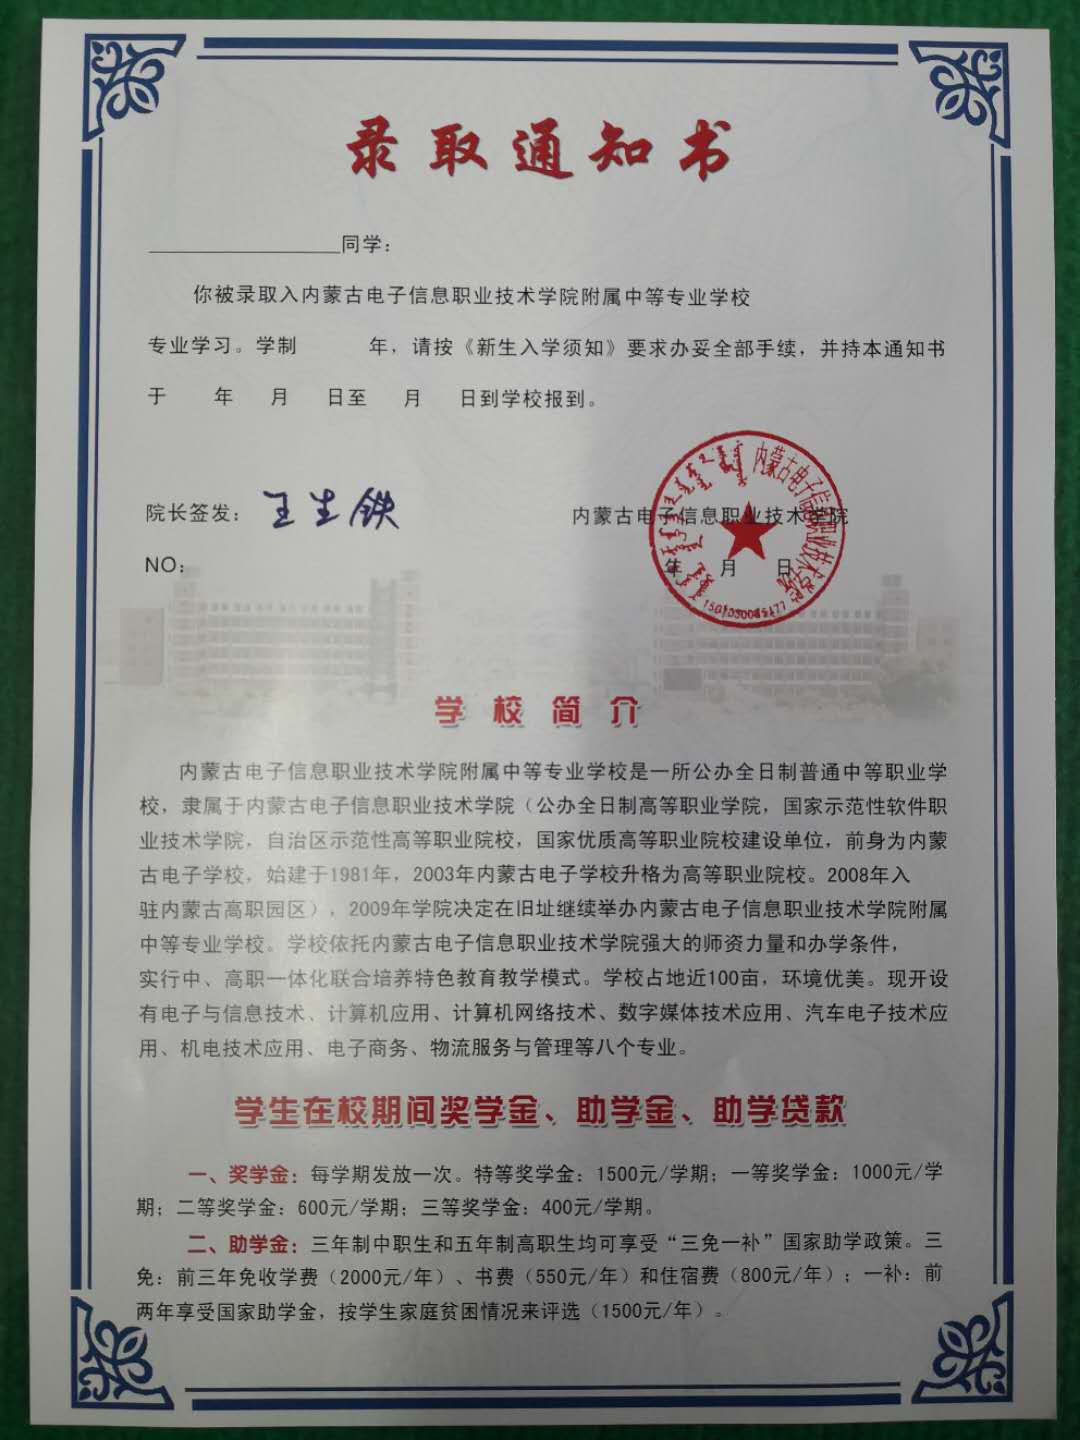 录取通知书
同学：
你被录取入内蒙古电子信息职业技术学院附属中等专业学校
专业学习。学制 年，请按《新生入学须知》要求办妥全部手续，并持本通知书
于 年 月 日至 月 日到学校报到。
院长签发：王生铁
内蒙古电子信息职业技术学院
NO：
年 月 日
内蒙古电子信息职业技术学院
学校简介
内蒙古电子信息职业技术学院附属中等专业学校是一所公办全日制普通中等职业学
校，隶属于内蒙古电子信息职业技术学院（公办全日制高等职业学院，国家示范性软件职
业技术学院，自治区示范性高等职业院校，国家优质高等职业院校建设单位，前身为内蒙
古电子学校，始建于1981年，2003年内蒙古电子学校升格为高等职业院校。2008年入
驻内蒙古高职园区），2009年学院决定在旧址继续举办内蒙古电子信息职业技术学院附属
中等专业学校。学校依托内蒙古电子信息职业技术学院强大的师资力量和办学条件，
实行中、高职一体化联合培养特色教育教学模式。学校占地近100亩，环境优美。现开设
有电子与信息技术、计算机应用、计算机网络技术、数字媒体技术应用、汽车电子技术应
用、机电技术应用、电子商务、物流服务与管理等八个专业。
学生在校期间奖学金、助学金、助学贷款
一、奖学金：每学期发放一次。特等奖学金：1500元/学期；一等奖学金：1000元/学
期；二等奖学金：600元/学期；三等奖学金：400元/学期。
二、助学金：三年制中职生和五年制高职生均可享受“三免一补”国家助学政策。三
免：前三年免收学费（2000元/年）、书费（550元/年）和住宿费（800元/年）；一补：前
两年享受国家助学金，按学生家庭贫困情况来评选（1500元/年）。